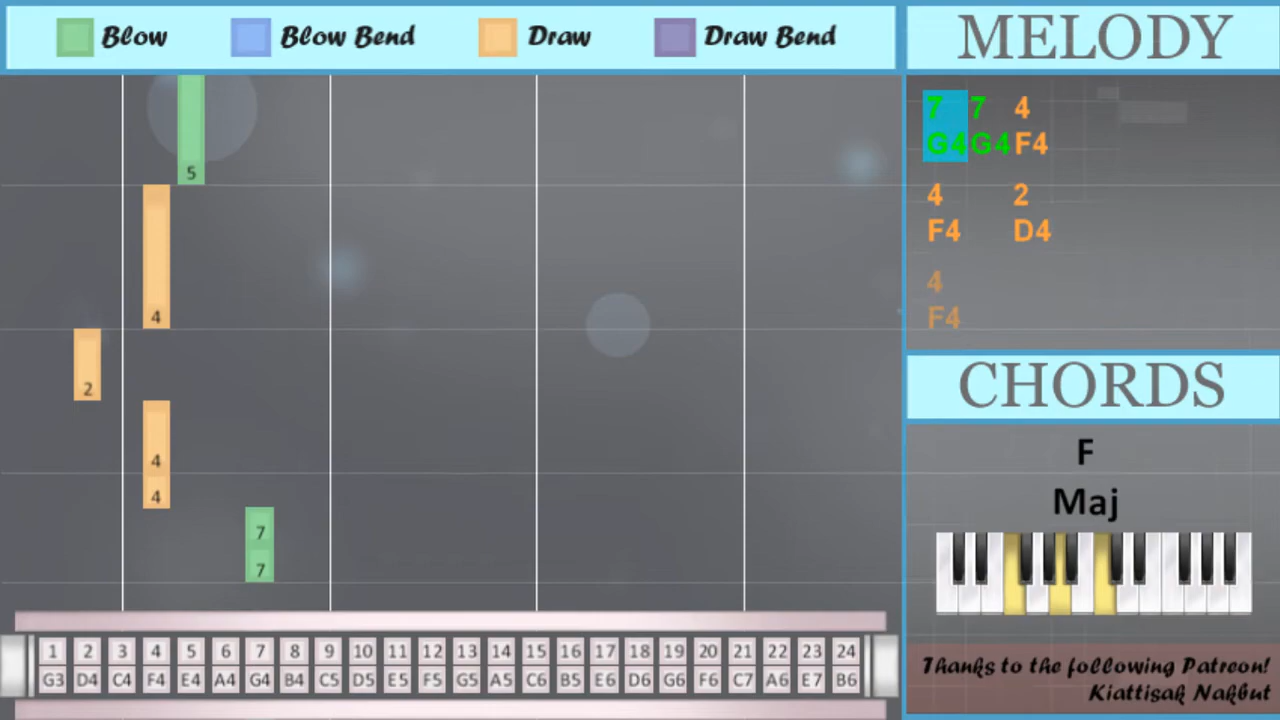 Blow Blow Bend Draw Draw Bend
MELODY
7 7 4
G4 G4 F4
4 2
F4 D4
4
F4
5
4
2
4
4
7
7
CHORDS
F
Maj
1 2 3 4 5 6 7 8 9 10 11 12 13 14 15 16 17 18 19 20 21 22 23 24
G3 D4 C4 F4 E4 A4 G4 B4 C5 D5 E5 F5 G5 A5 C6 B5 E6 D6 G6 F6 C7 A6 E7 B6
Thanks to the following Patreon!
Kiattisak Nakbut